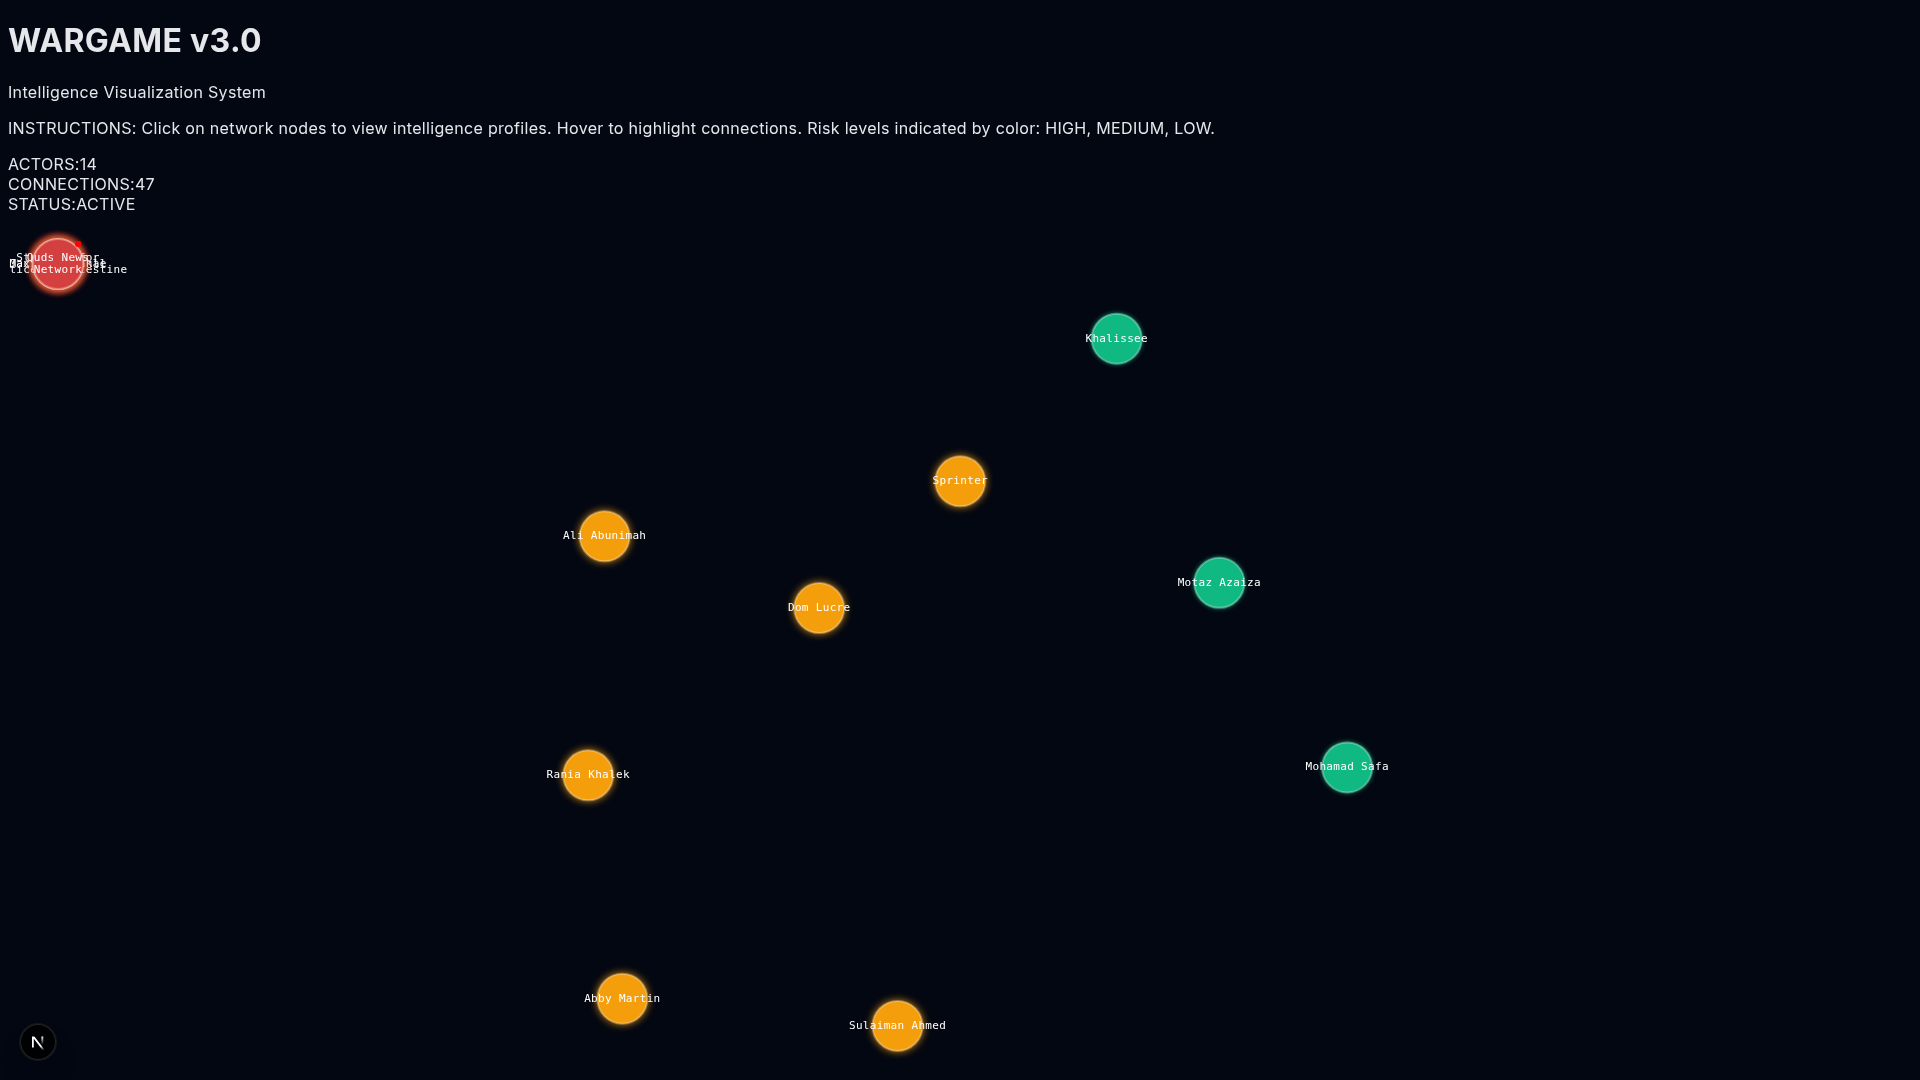 WARGAME v3.0
Intelligence Visualization System
INSTRUCTIONS: Click on network nodes to view intelligence profiles. Hover to highlight connections. Risk levels indicated by color: HIGH, MEDIUM, LOW.
ACTORS:14
CONNECTIONS:47
STATUS:ACTIVE
Quds News
Network
Khalissee
Sprinter
Ali Abunimah
Motaz Azaiza
Dom Lucre
Mohamad Safa
Rania Khalek
Abby Martin
Sulaiman Ahmed
N